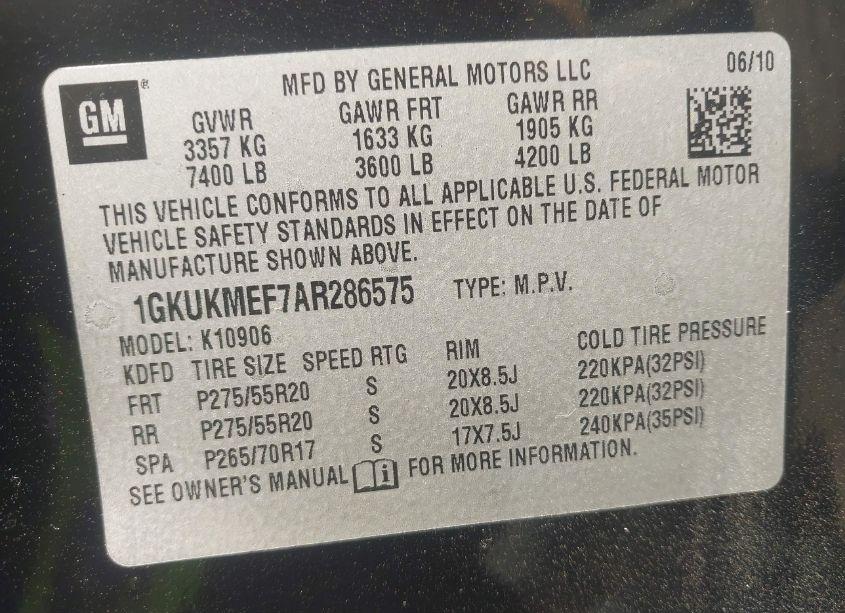 GM ®
MFD BY GENERAL MOTORS LLC 06/10
GVWR GAWR FRT GAWR RR
3357 KG 1633 KG 1905 KG
7400 LB 3600 LB 4200 LB
THIS VEHICLE CONFORMS TO ALL APPLICABLE U.S. FEDERAL MOTOR
VEHICLE SAFETY STANDARDS IN EFFECT ON THE DATE OF
MANUFACTURE SHOWN ABOVE.
1GKUKMEF7AR286575 TYPE: M.P.V.
MODEL: K10906
KDFD TIRE SIZE SPEED RTG RIM COLD TIRE PRESSURE
FRT P275/55R20 S 20X8.5J 220KPA(32PSI)
RR P275/55R20 S 20X8.5J 220KPA(32PSI)
SPA P265/70R17 S 17X7.5J 240KPA(35PSI)
SEE OWNER'S MANUAL i FOR MORE INFORMATION.